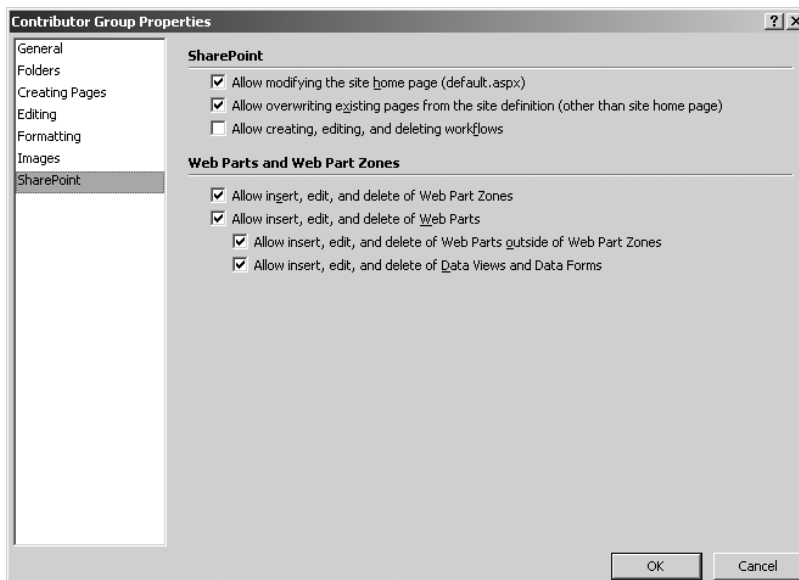 Contributor Group Properties
General
Folders
Creating Pages
Editing
Formatting
Images
SharePoint
SharePoint
Allow modifying the site home page (default.aspx)
Allow overwriting existing pages from the site definition (other than site home page)
Allow creating, editing, and deleting workflows
Web Parts and Web Part Zones
Allow insert, edit, and delete of Web Part Zones
Allow insert, edit, and delete of Web Parts
Allow insert, edit, and delete of Web Parts outside of Web Part Zones
Allow insert, edit, and delete of Data Views and Data Forms
OK
Cancel